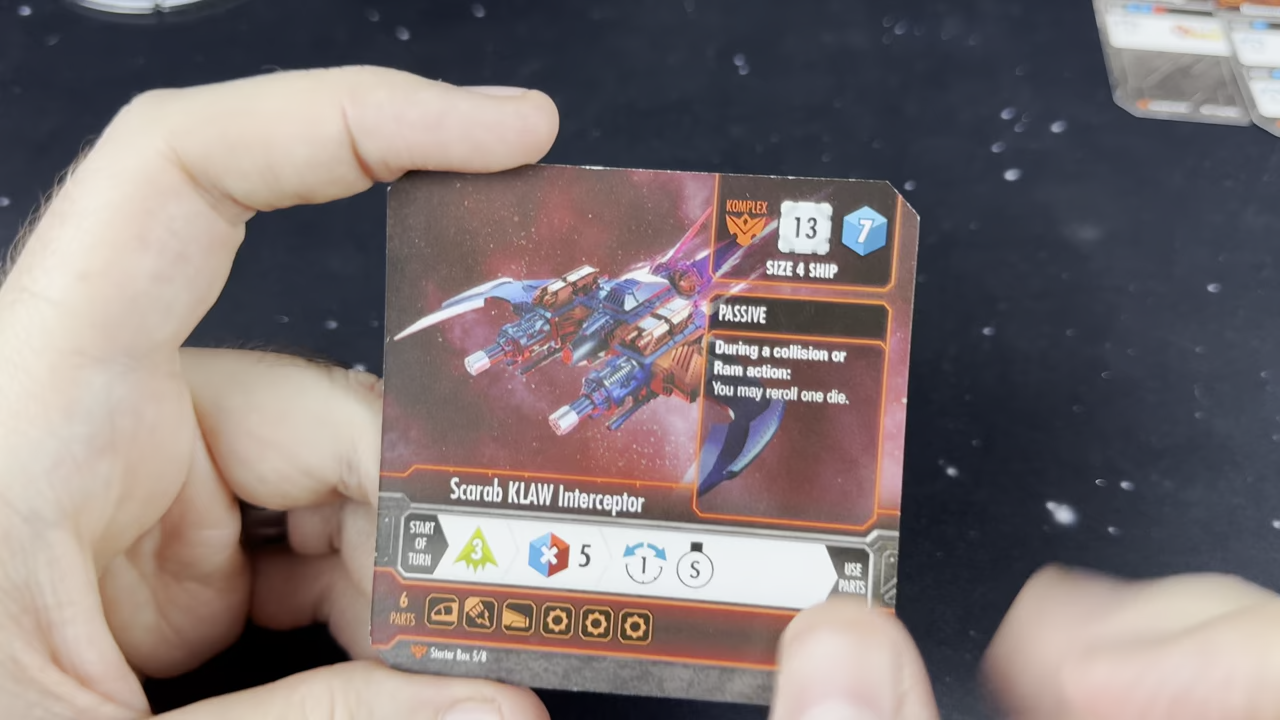 KOMPLEX
13
7
SIZE 4 SHIP
PASSIVE
During a collision or
Ram action:
You may reroll one die.
Scarab KLAW Interceptor
START
OF
TURN
3
5
1
S
USE
PARTS
6
PARTS
Starter Box 5/8